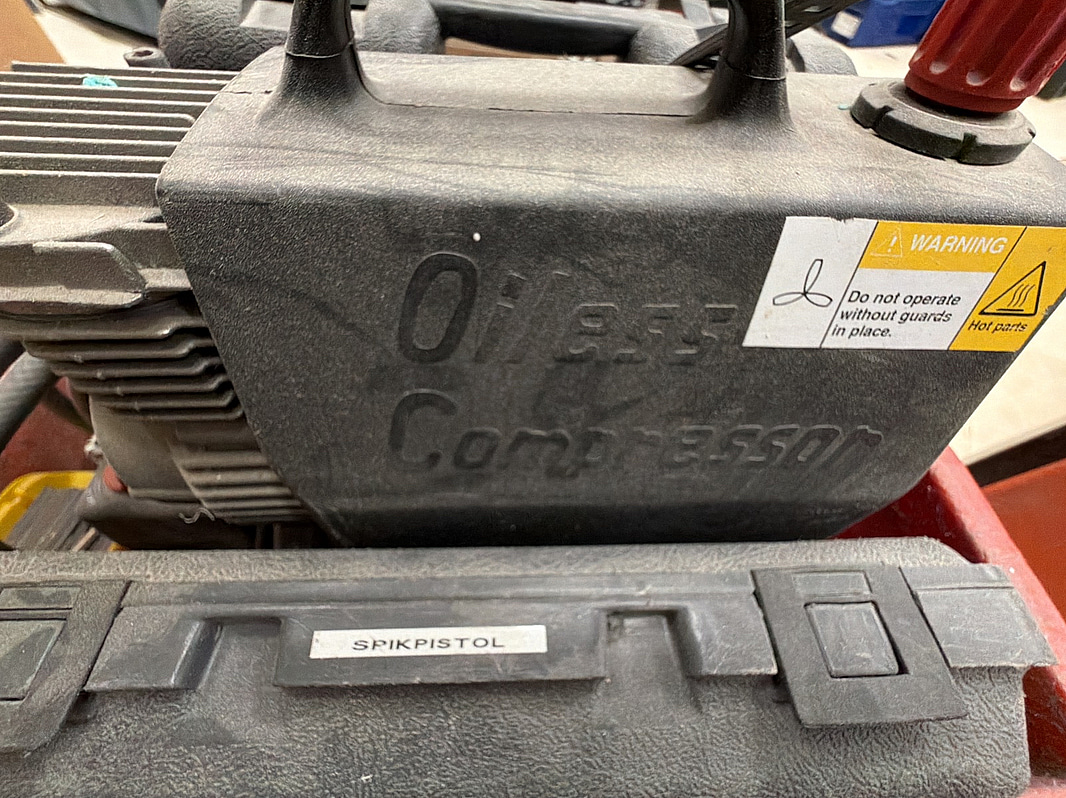 Oilless
Compressor
WARNING
Do not operate
without guards
in place.
Hot parts
SPIKPISTOL